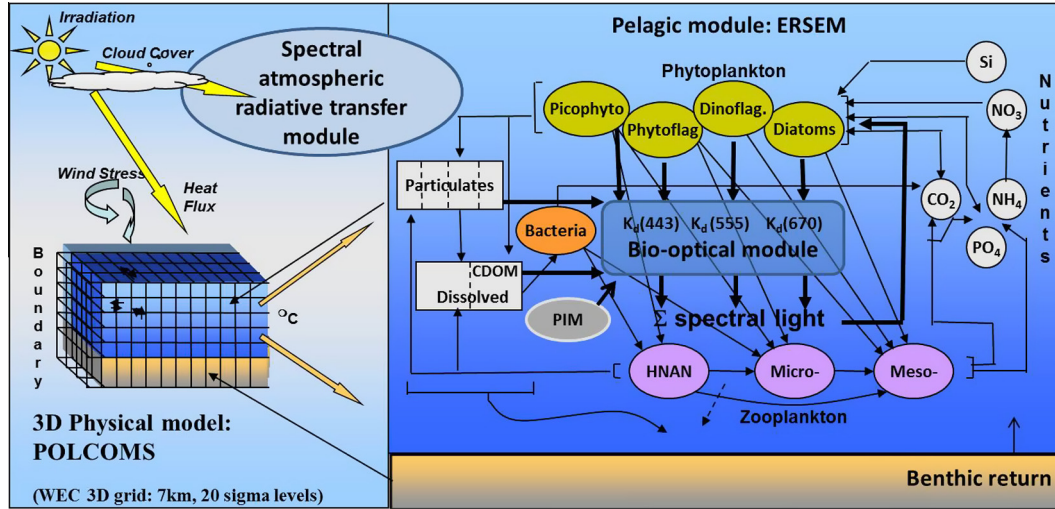 Irradiation
Cloud Cover
Spectral
atmospheric
radiative transfer
module
Wind Stress
Heat
Flux
Boundary
°C
3D Physical model:
POLCOMS
(WEC 3D grid: 7km, 20 sigma levels)
Pelagic module: ERSEM
Phytoplankton
Picophyto
Phytoflag
Dinoflag.
Diatoms
Si
NO3
NH4
PO4
CO2
Nutrients
Particulates
Bacteria
CDOM
Dissolved
PIM
Kd(443) Kd(555) Kd(670)
Bio-optical module
Σ spectral light
HNAN
Micro-
Meso-
Zooplankton
Benthic return